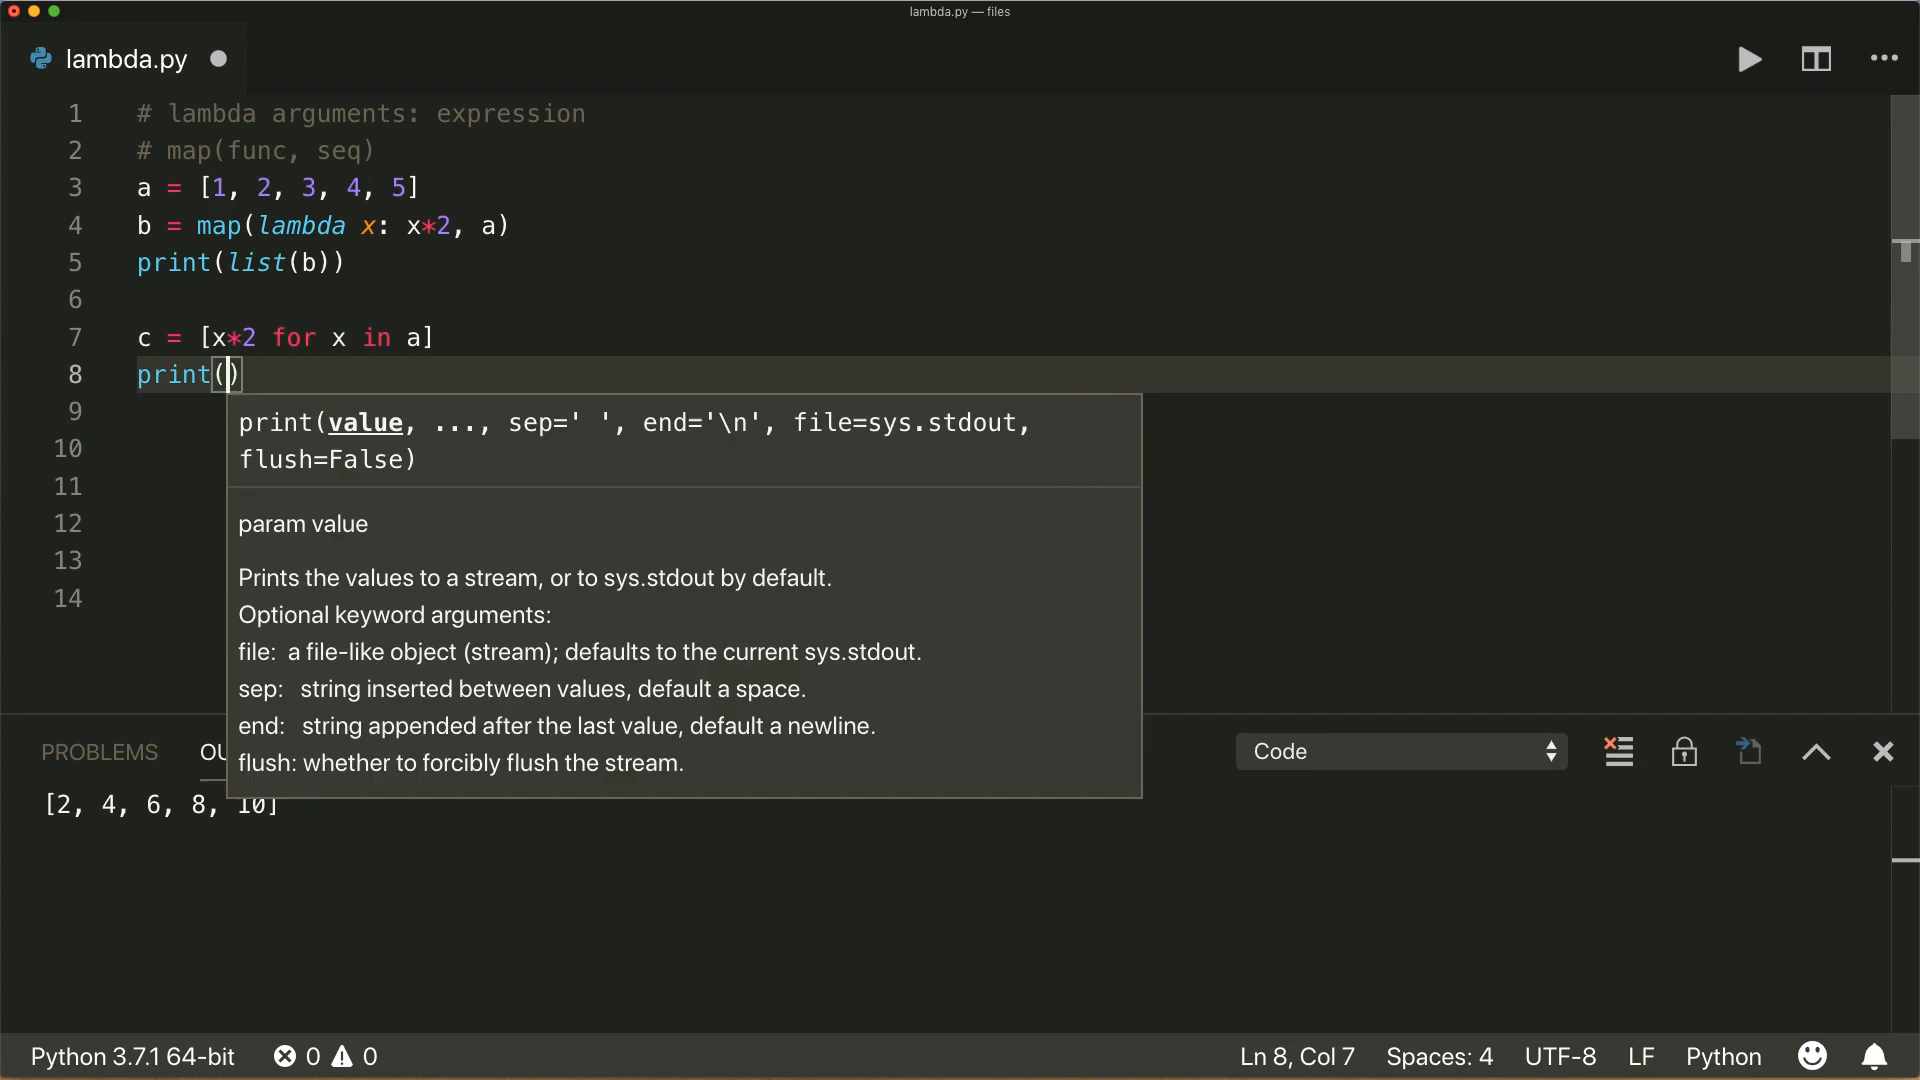 lambda.py — files
lambda.py
1 # lambda arguments: expression
2 # map(func, seq)
3 a = [1, 2, 3, 4, 5]
4 b = map(lambda x: x*2, a)
5 print(list(b))
6
7 c = [x*2 for x in a]
8 print()
9
10
11
12
13
14
print(value, ..., sep=' ', end='\n', file=sys.stdout,
flush=False)
param value
Prints the values to a stream, or to sys.stdout by default.
Optional keyword arguments:
file: a file-like object (stream); defaults to the current sys.stdout.
sep: string inserted between values, default a space.
end: string appended after the last value, default a newline.
flush: whether to forcibly flush the stream.
PROBLEMS OU
Code
[2, 4, 6, 8, 10]
Python 3.7.1 64-bit 0 0 Ln 8, Col 7 Spaces: 4 UTF-8 LF Python